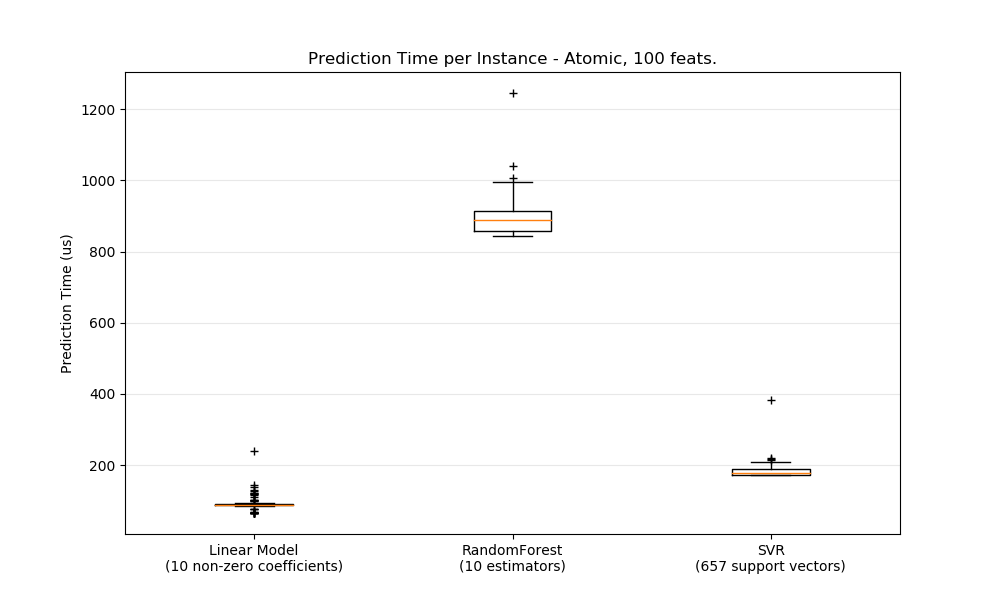 Prediction Time per Instance - Atomic, 100 feats.
Prediction Time (us)
1200
1000
800
600
400
200
Linear Model
(10 non-zero coefficients)
RandomForest
(10 estimators)
SVR
(657 support vectors)